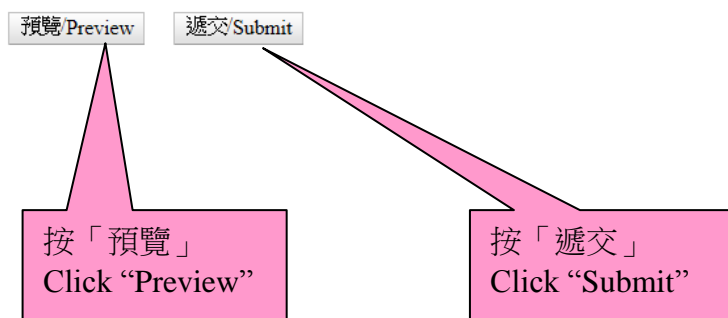 預覽/Preview
遞交/Submit
按「預覽」
Click “Preview”
按「遞交」
Click “Submit”